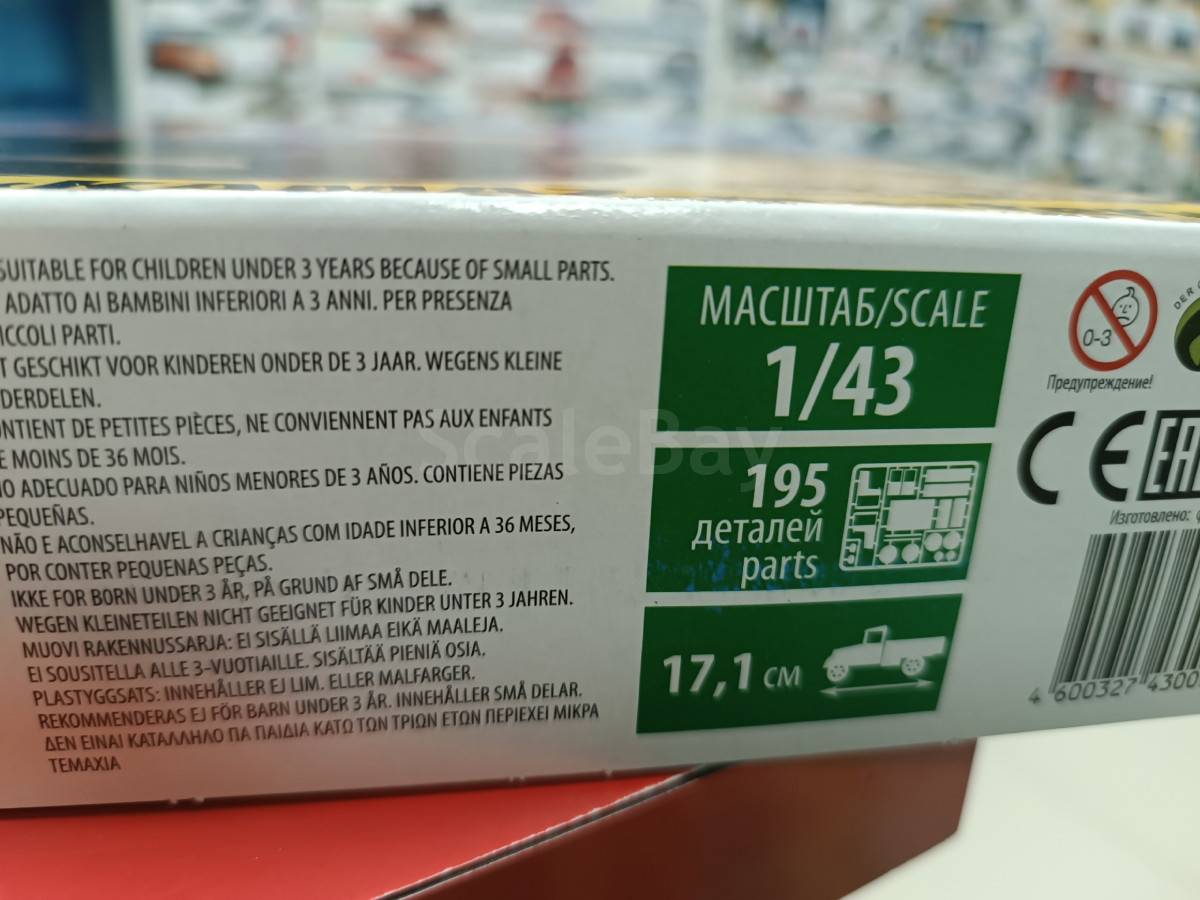 SUITABLE FOR CHILDREN UNDER 3 YEARS BECAUSE OF SMALL PARTS.
ADATTO AI BAMBINI INFERIORI A 3 ANNI. PER PRESENZA
ICCOLI PARTI.
T GESCHIKT VOOR KINDEREN ONDER DE 3 JAAR. WEGENS KLEINE
DERDELEN.
ONTIENT DE PETITES PIÈCES, NE CONVIENNENT PAS AUX ENFANTS
E MOINS DE 36 MOIS.
NO ADECUADO PARA NIÑOS MENORES DE 3 AÑOS. CONTIENE PIEZAS
PEQUEÑAS.
NÃO E ACONSELHAVEL A CRIANÇAS COM IDADE INFERIOR A 36 MESES,
POR CONTER PEQUENAS PEÇAS.
IKKE FOR BORN UNDER 3 ÅR, PÅ GRUND AF SMÅ DELE.
WEGEN KLEINETEILEN NICHT GEEIGNET FÜR KINDER UNTER 3 JAHREN.
MUOVI RAKENNUSSARJA: EI SISÄLLÄ LIIMAA EIKÄ MAALEJA.
EI SOUSITELLA ALLE 3-VUOTIAILLE. SISÄLTÄÄ PIENIÄ OSIA.
PLASTYGGSATS: INNEHÅLLER EJ LIM. ELLER MALFARGER.
REKOMMENDERAS EJ FÖR BARN UNDER 3 ÅR. INNEHÅLLER SMÅ DELAR.
ΔΕΝ ΕΙΝΑΙ ΚΑΤΑΛΛΗΛΟ ΠΑ ΠΑΙΔΙΑ ΚΑΤΩ ΤΩΝ ΤΡΙΩΝ ΕΤΩΝ ΠΕΡΙΕΧΕΙ ΜΙΚΡΑ
ΤΕΜΑΧΙΑ
МАСШТАБ/SCALE
1/43
195
деталей
parts
17,1 СМ
0-3
Предупреждение!
DER
CE EAC
Изготовлено:
4 600327 4300
ScaleBay